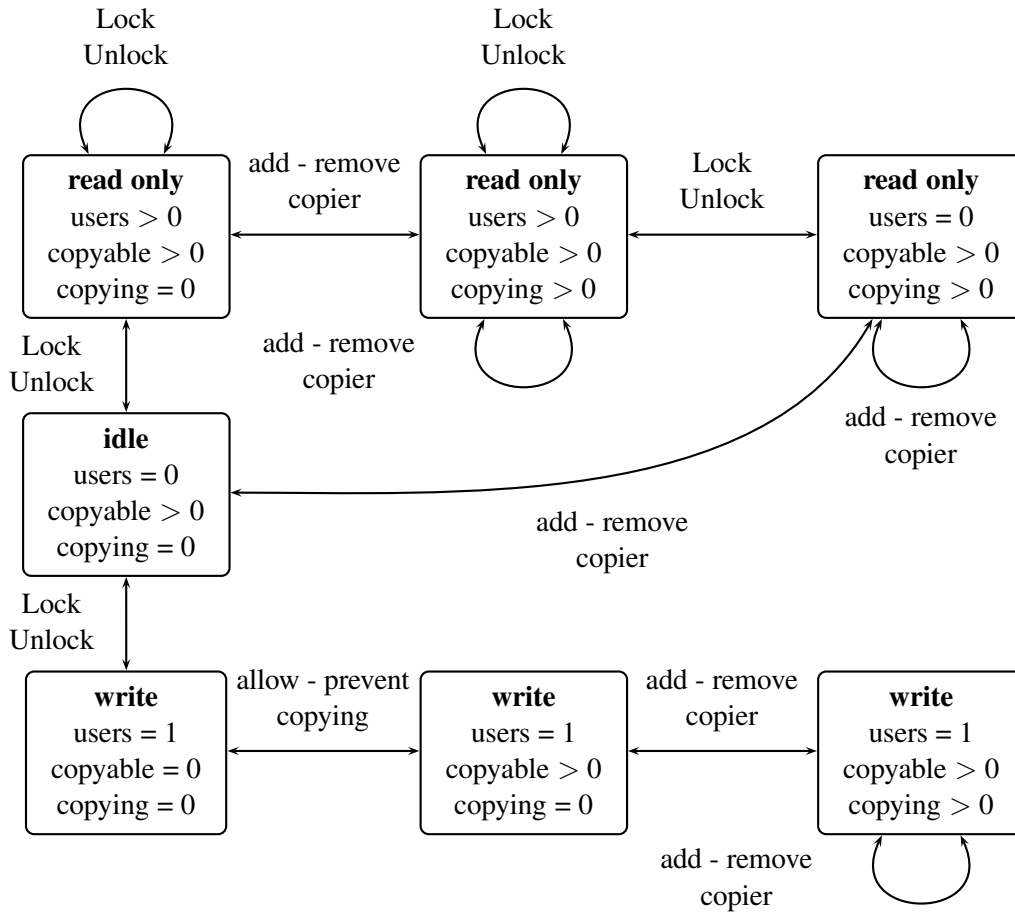 Lock
Unlock
Lock
Unlock
read only
users > 0
copyable > 0
copying = 0
add - remove
copier
read only
users > 0
copyable > 0
copying > 0
Lock
Unlock
read only
users = 0
copyable > 0
copying > 0
Lock
Unlock
add - remove
copier
add - remove
copier
idle
users = 0
copyable > 0
copying = 0
add - remove
copier
Lock
Unlock
write
users = 1
copyable = 0
copying = 0
allow - prevent
copying
write
users = 1
copyable > 0
copying = 0
add - remove
copier
write
users = 1
copyable > 0
copying > 0
add - remove
copier